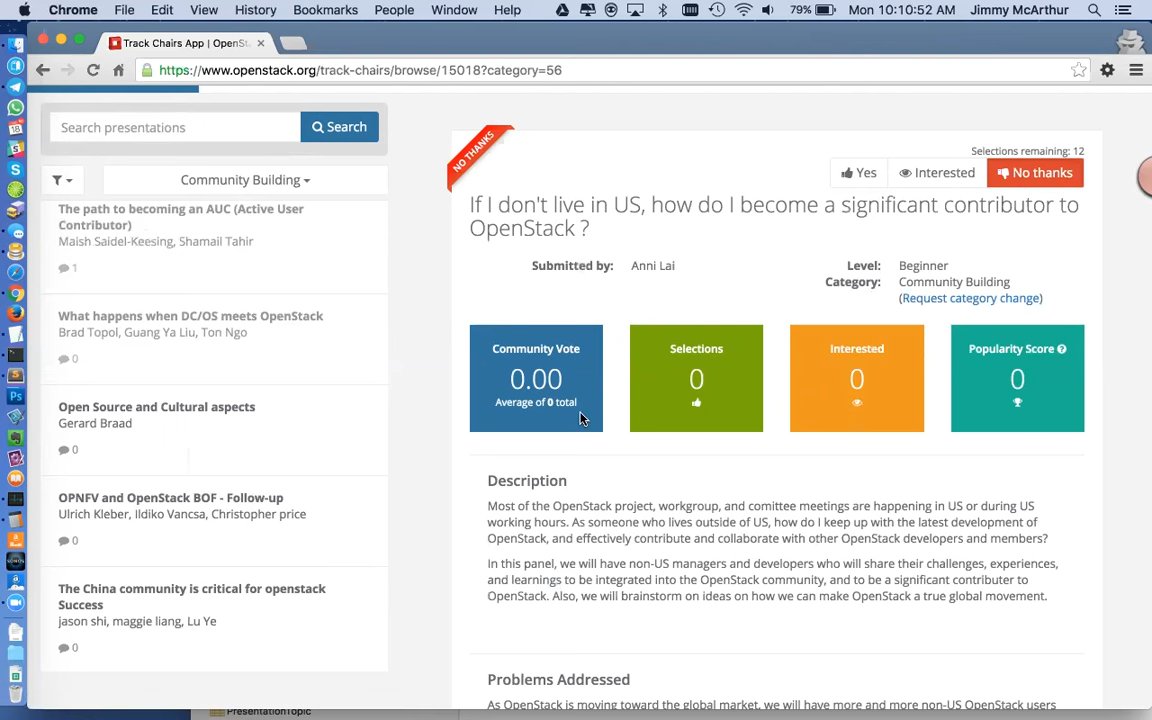 Chrome File Edit View History Bookmarks People Window Help 79% Mon 10:10:52 AM Jimmy McArthur
Track Chairs App | OpenSt
https://www.openstack.org/track-chairs/browse/15018?category=56
Search presentations Search
Community Building
The path to becoming an AUC (Active User
Contributor)
Maish Saidel-Keesing, Shamail Tahir
1
What happens when DC/OS meets OpenStack
Brad Topol, Guang Ya Liu, Ton Ngo
0
Open Source and Cultural aspects
Gerard Braad
0
OPNFV and OpenStack BOF - Follow-up
Ulrich Kleber, Ildiko Vancsa, Christopher price
0
The China community is critical for openstack
Success
jason shi, maggie liang, Lu Ye
0
NO THANKS
Selections remaining: 12
Yes Interested No thanks
If I don't live in US, how do I become a significant contributor to
OpenStack ?
Submitted by: Anni Lai
Level: Beginner
Category: Community Building
(Request category change)
Community Vote
0.00
Average of 0 total
Selections
0
Interested
0
Popularity Score ?
0
Description
Most of the OpenStack project, workgroup, and comittee meetings are happening in US or during US
working hours. As someone who lives outside of US, how do I keep up with the latest development of
OpenStack, and effectively contribute and collaborate with other OpenStack developers and members?
In this panel, we will have non-US managers and developers who will share their challenges, experiences,
and learnings to be integrated into the OpenStack community, and to be a significant contributor to
OpenStack. Also, we will brainstorm on ideas on how we can make OpenStack a true global movement.
Problems Addressed
As OpenStack is moving toward the global market, we will have more and more non-US OpenStack users
PresentationTopic